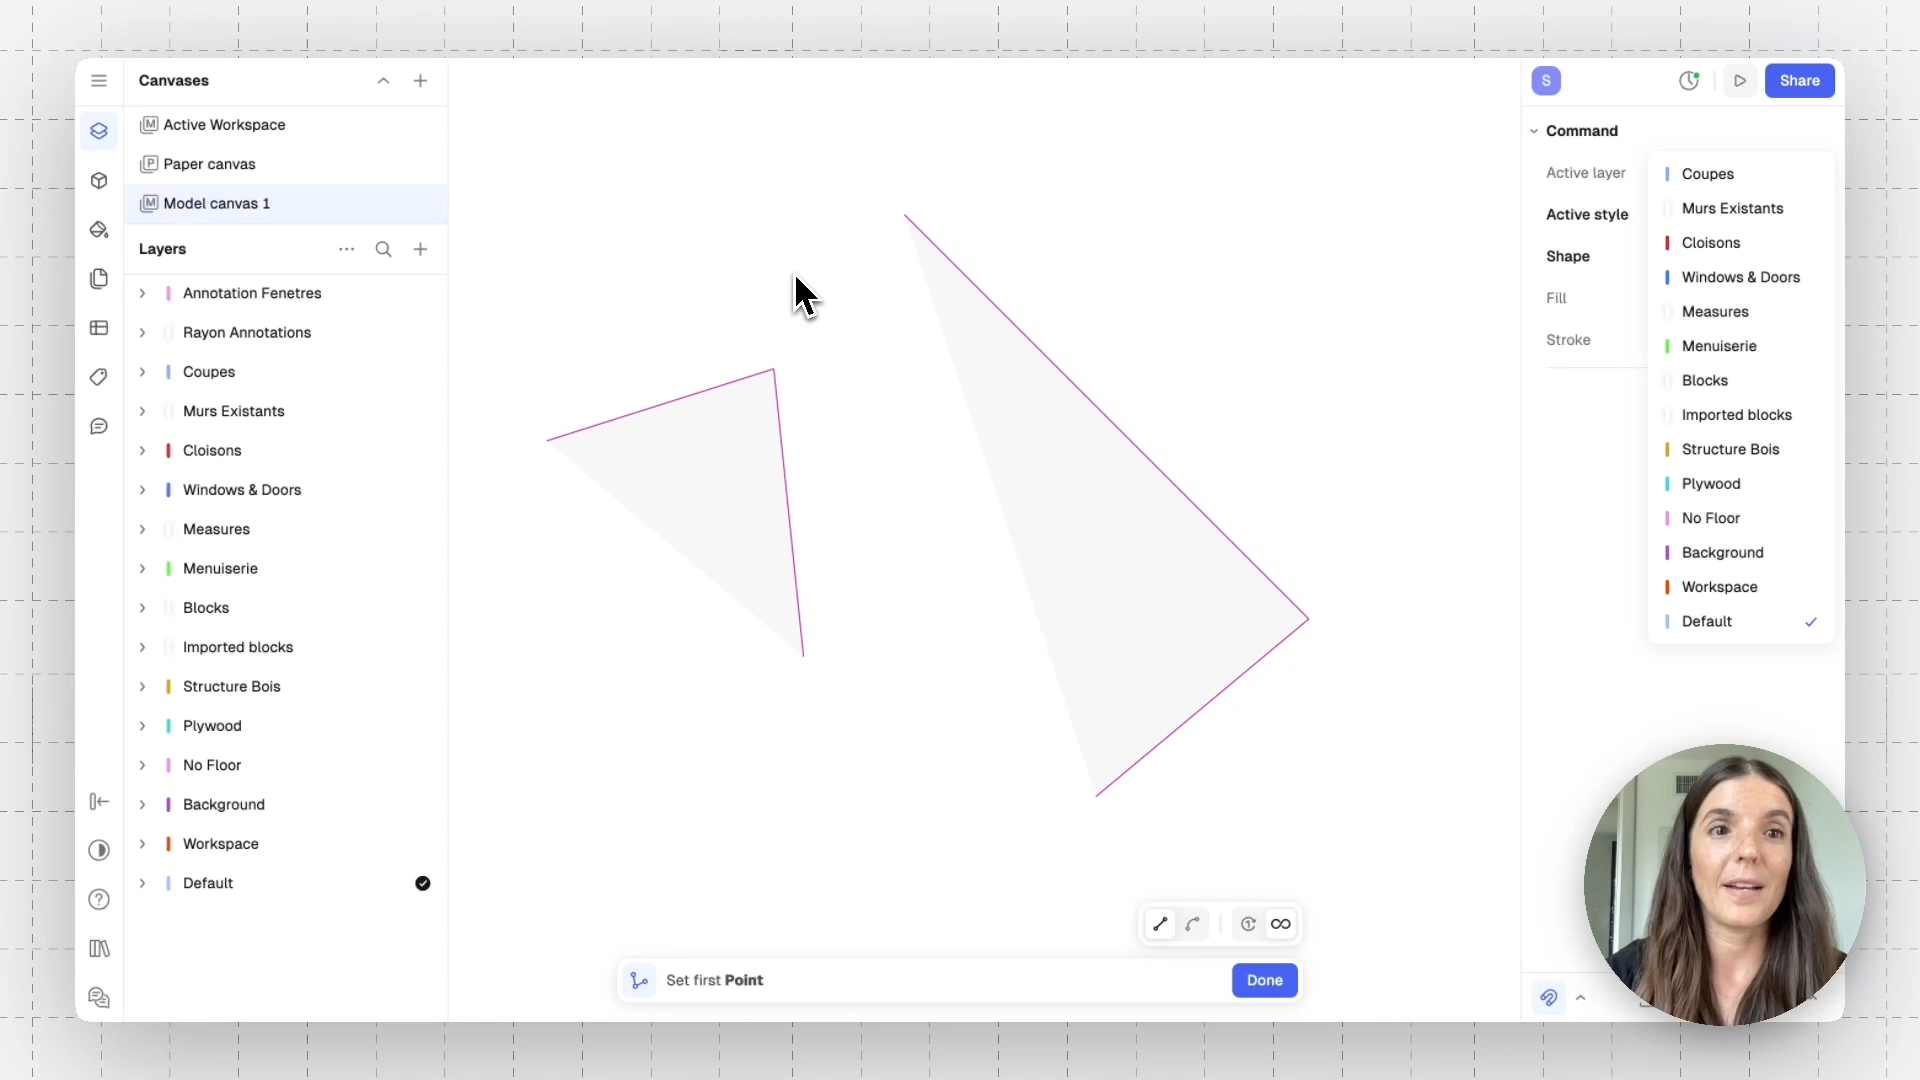 Canvases
M Active Workspace
P Paper canvas
M Model canvas 1
Layers
Annotation Fenetres
Rayon Annotations
Coupes
Murs Existants
Cloisons
Windows & Doors
Measures
Menuiserie
Blocks
Imported blocks
Structure Bois
Plywood
No Floor
Background
Workspace
Default
Set first Point
Done
S
Share
Command
Active layer
Active style
Shape
Fill
Stroke
Coupes
Murs Existants
Cloisons
Windows & Doors
Measures
Menuiserie
Blocks
Imported blocks
Structure Bois
Plywood
No Floor
Background
Workspace
Default